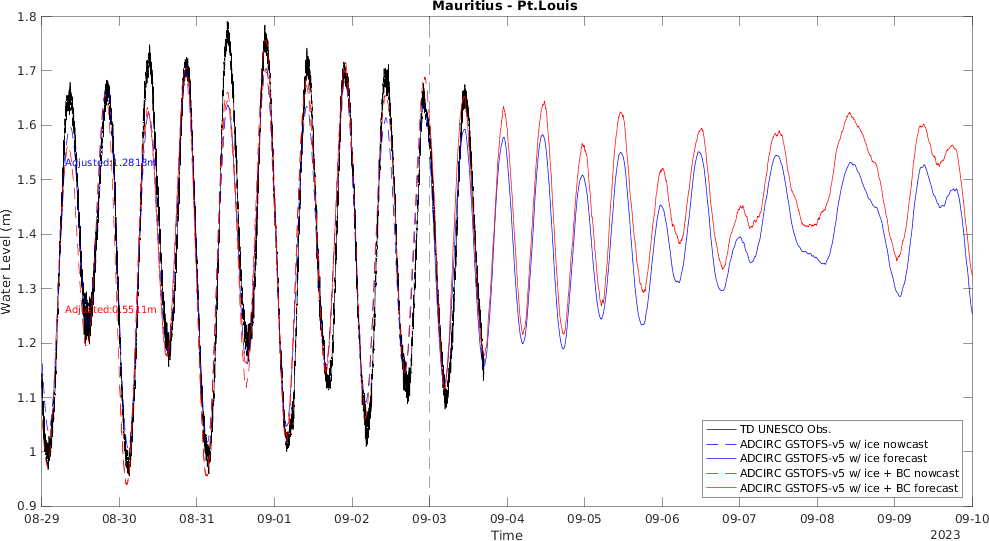 Mauritius - Pt.Louis
1.8
1.7
1.6
1.5
1.4
1.3
1.2
1.1
1
0.9
Water Level (m)
Adjusted:1.2813m
Adjusted:0.5511m
TD UNESCO Obs.
ADCIRC GSTOFS-v5 w/ ice nowcast
ADCIRC GSTOFS-v5 w/ ice forecast
ADCIRC GSTOFS-v5 w/ ice + BC nowcast
ADCIRC GSTOFS-v5 w/ ice + BC forecast
08-29 08-30 08-31 09-01 09-02 09-03 09-04 09-05 09-06 09-07 09-08 09-09 09-10
Time
2023